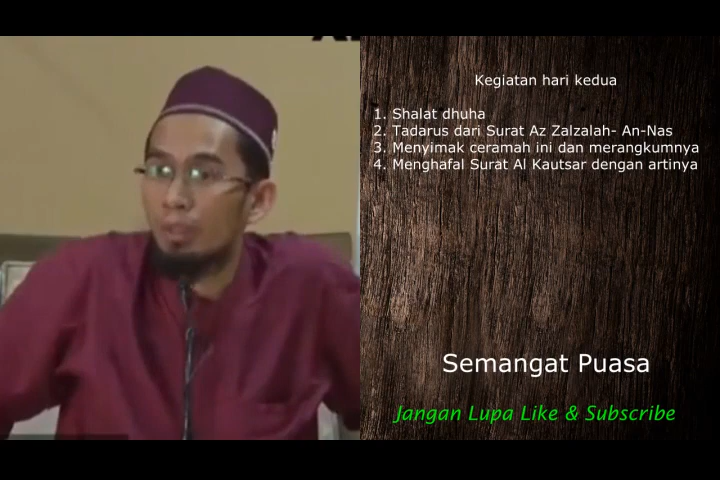 Kegiatan hari kedua
1. Shalat dhuha
2. Tadarus dari Surat Az Zalzalah- An-Nas
3. Menyimak ceramah ini dan merangkumnya
4. Menghafal Surat Al Kautsar dengan artinya
Semangat Puasa
Jangan Lupa Like & Subscribe